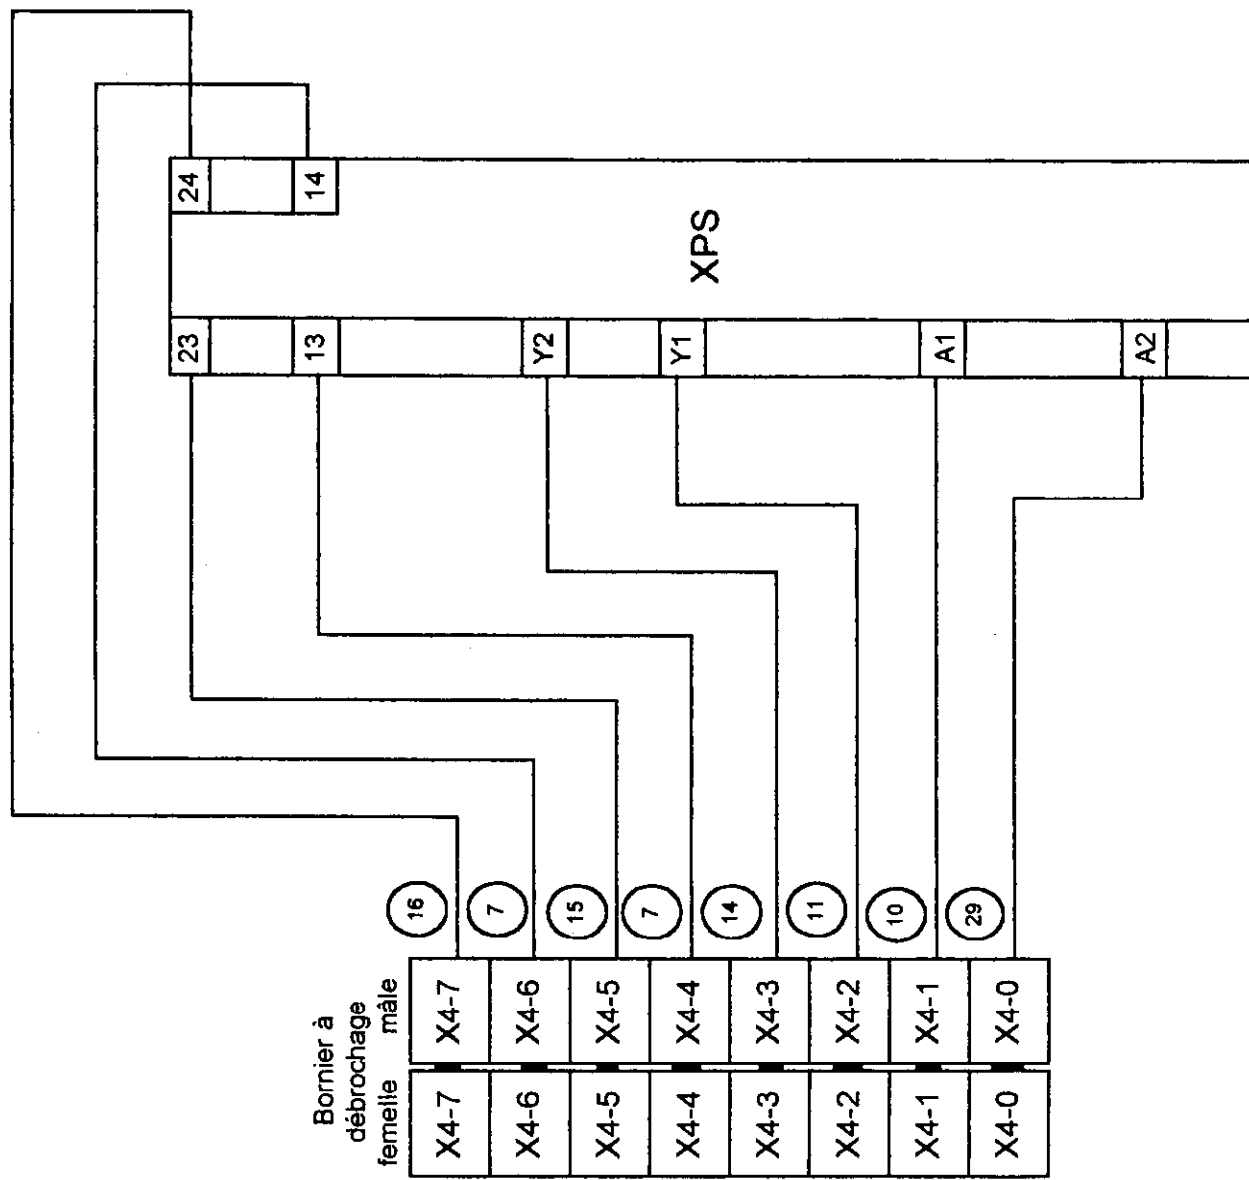 24
14
XPS
23
13
Y2
Y1
A1
A2
16
7
15
7
14
11
10
29
Bornier à
débrochage
femelle mâle
X4-7 X4-7
X4-6 X4-6
X4-5 X4-5
X4-4 X4-4
X4-3 X4-3
X4-2 X4-2
X4-1 X4-1
X4-0 X4-0